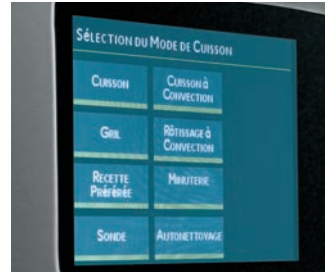 Sélection du Mode de Cuisson
Cuisson
Cuisson à
Convection
Gril
Rôtissage à
Convection
Recette
Préférée
Minuterie
Sonde
Autonettoyage